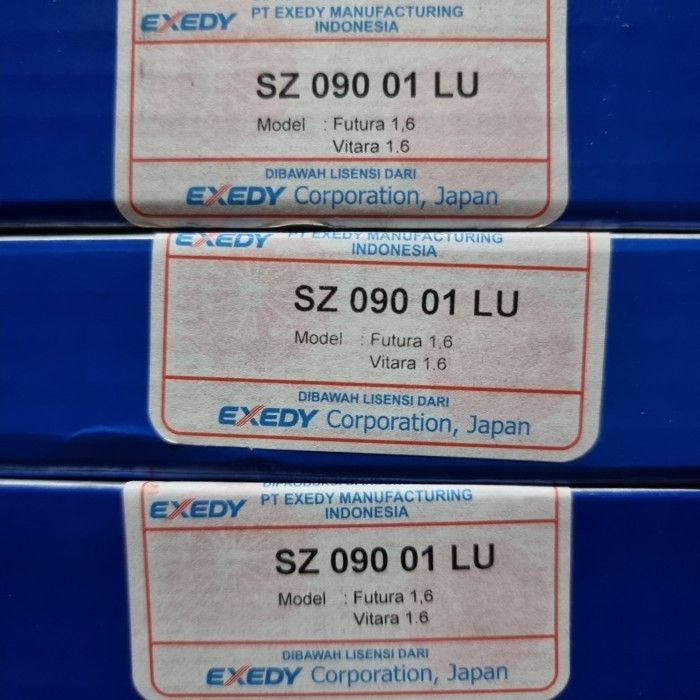 EXEDY PT EXEDY MANUFACTURING
INDONESIA
SZ 090 01 LU
Model : Futura 1,6
Vitara 1.6
DIBAWAH LISENSI DARI
EXEDY Corporation, Japan
EXEDY PT EXEDY MANUFACTURING
INDONESIA
SZ 090 01 LU
Model : Futura 1,6
Vitara 1.6
DIBAWAH LISENSI DARI
EXEDY Corporation, Japan
EXEDY PT EXEDY MANUFACTURING
INDONESIA
SZ 090 01 LU
Model : Futura 1,6
Vitara 1.6
DIBAWAH LISENSI DARI
EXEDY Corporation, Japan